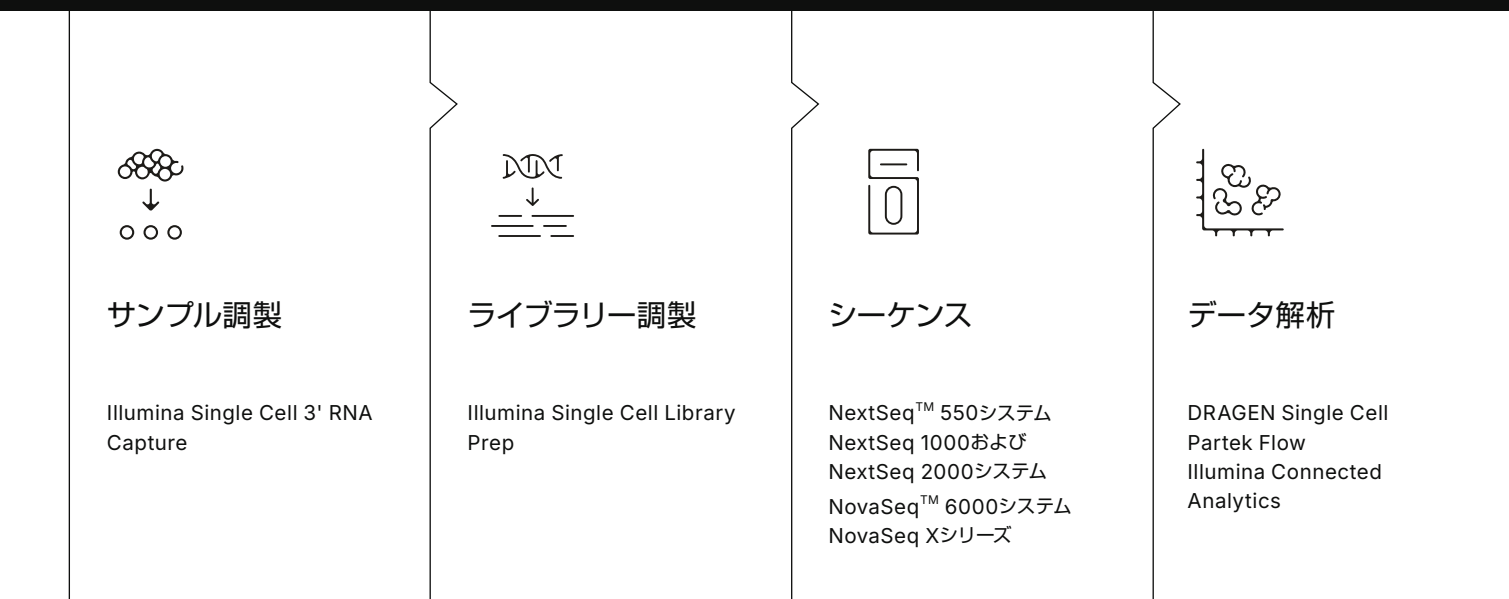 サンプル調製
Illumina Single Cell 3' RNA
Capture
ライブラリー調製
Illumina Single Cell Library
Prep
シーケンス
NextSeq™ 550システム
NextSeq 1000および
NextSeq 2000システム
NovaSeq™ 6000システム
NovaSeq Xシリーズ
データ解析
DRAGEN Single Cell
Partek Flow
Illumina Connected
Analytics